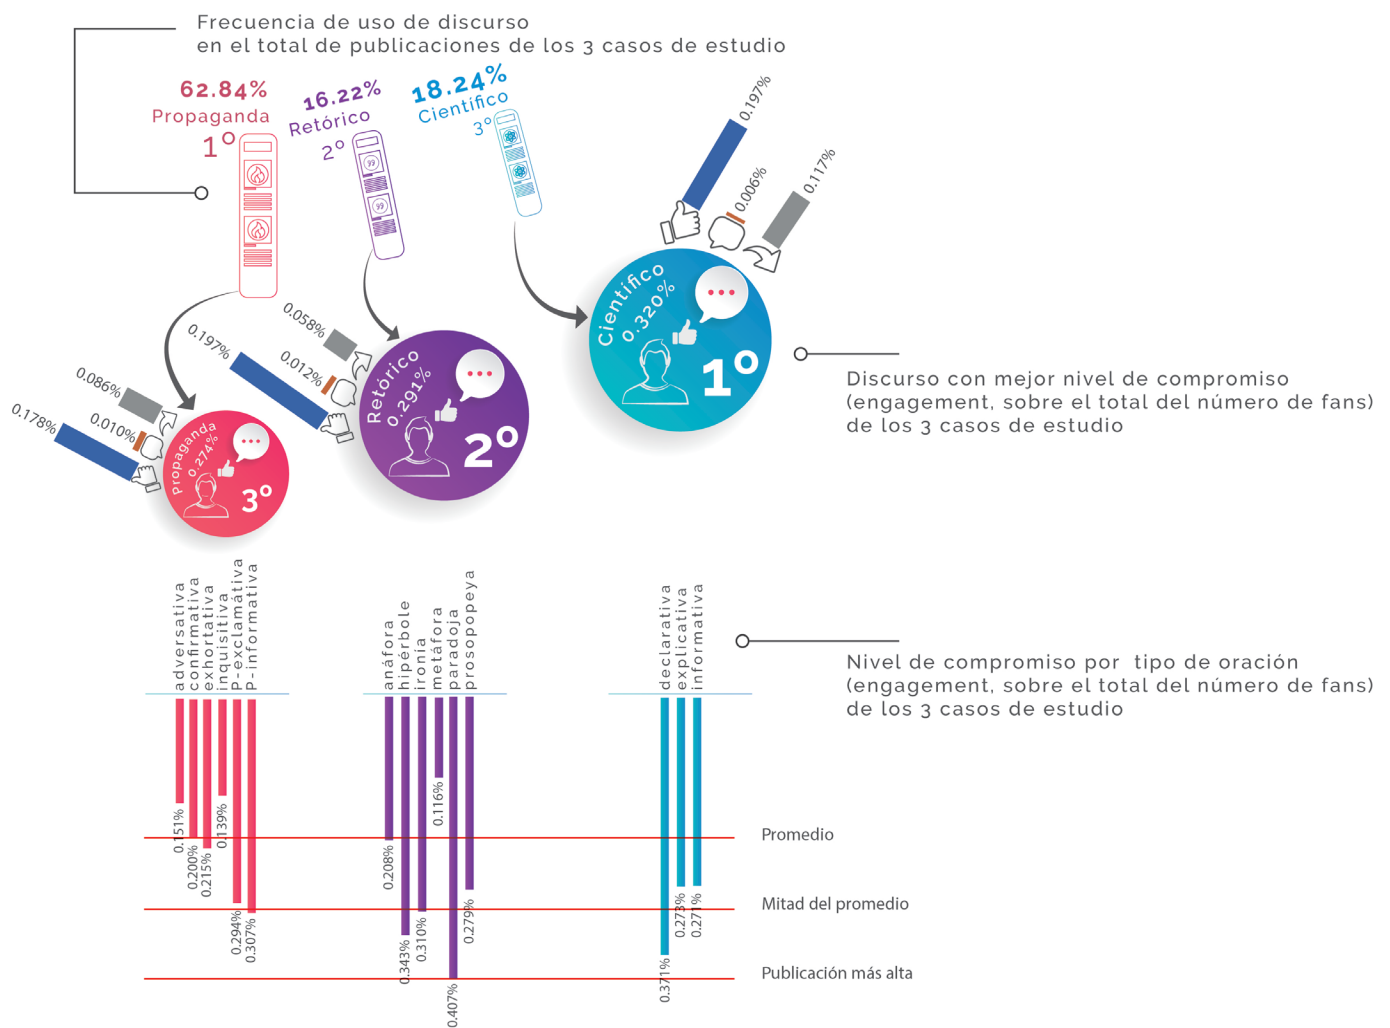 Frecuencia de uso de discurso
en el total de publicaciones de los 3 casos de estudio
62.84%
Propaganda
1º
16.22%
Retórico
2º
18.24%
Científico
3º
0.197%
0.006%
0.117%
Científico
0.320%
1º
0.058%
0.012%
0.197%
Retórico
0.291%
2º
0.086%
0.010%
0.178%
Propaganda
0.274%
3º
Discurso con mejor nivel de compromiso
(engagement, sobre el total del número de fans)
de los 3 casos de estudio
adversativa
confirmativa
exhortativa
inquisitiva
P-exclamátiva
P-informativa
anáfora
hipérbole
ironía
metáfora
paradoja
prosopopeya
declarativa
explicativa
informativa
Nivel de compromiso por tipo de oración
(engagement, sobre el total del número de fans)
de los 3 casos de estudio
0.151%
0.200%
0.215%
0.139%
0.294%
0.307%
0.208%
0.343%
0.310%
0.116%
0.407%
0.279%
0.371%
0.273%
0.271%
Promedio
Mitad del promedio
Publicación más alta